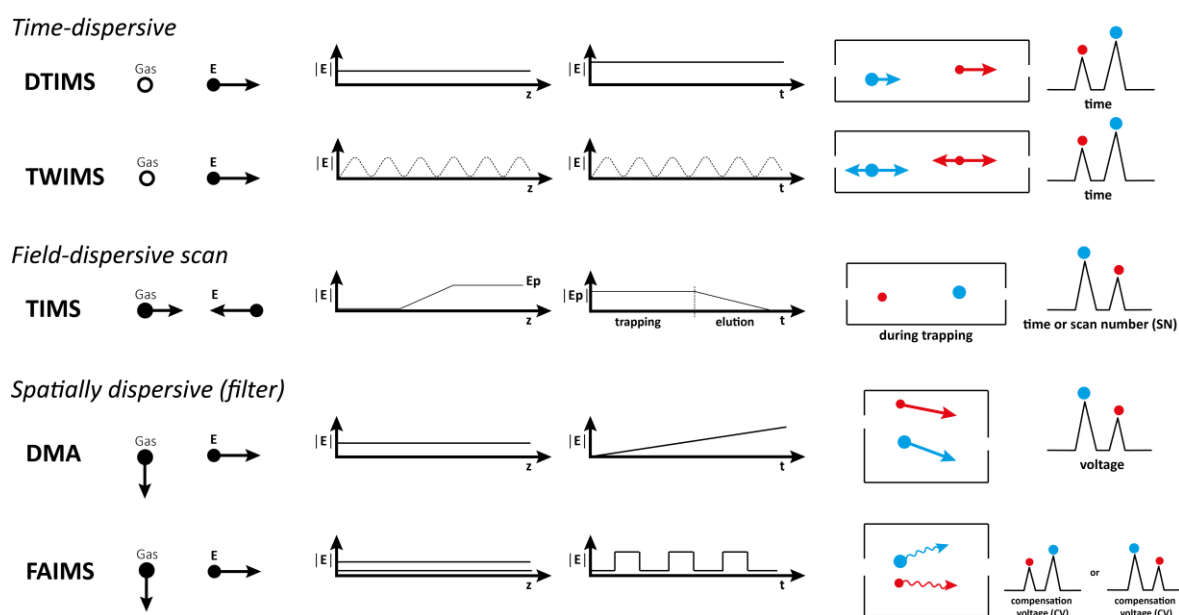 Time-dispersive
DTIMS
Gas
E
|E|
z
|E|
t
time
TWIMS
|E|
z
|E|
t
time
Field-dispersive scan
TIMS
Gas
E
|E|
Ep
z
|Ep|
trapping
elution
t
during trapping
time or scan number (SN)
Spatially dispersive (filter)
DMA
Gas
E
|E|
z
|E|
t
voltage
FAIMS
Gas
E
|E|
z
|E|
t
compensation
voltage (CV)
or
compensation
voltage (CV)